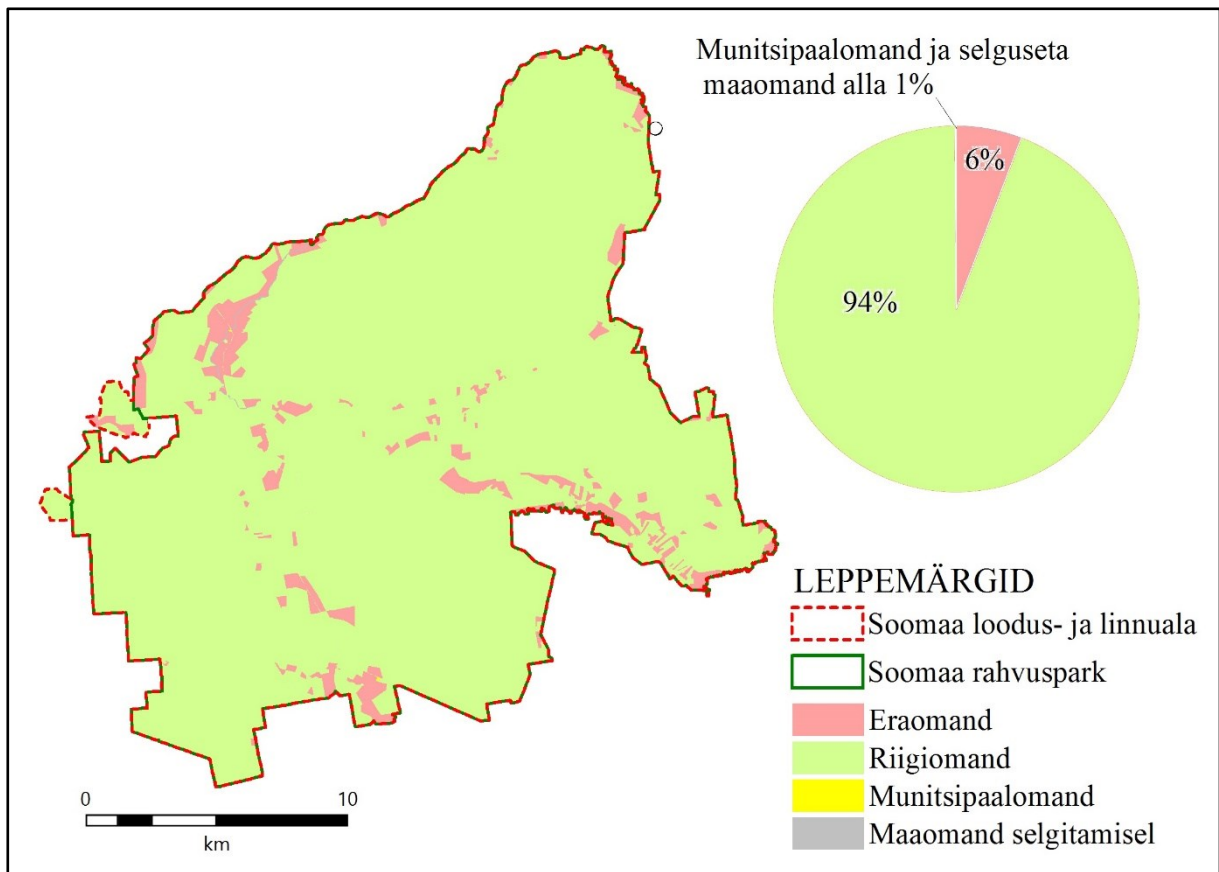 Munitsipaalomand ja selguseta
maaomand alla 1%
6%
94%
LEPPEMÄRGID
Soomaa loodus- ja linnuala
Soomaa rahvuspark
Eraomand
Riigiomand
Munitsipaalomand
Maaomand selgitamisel
0 10
km